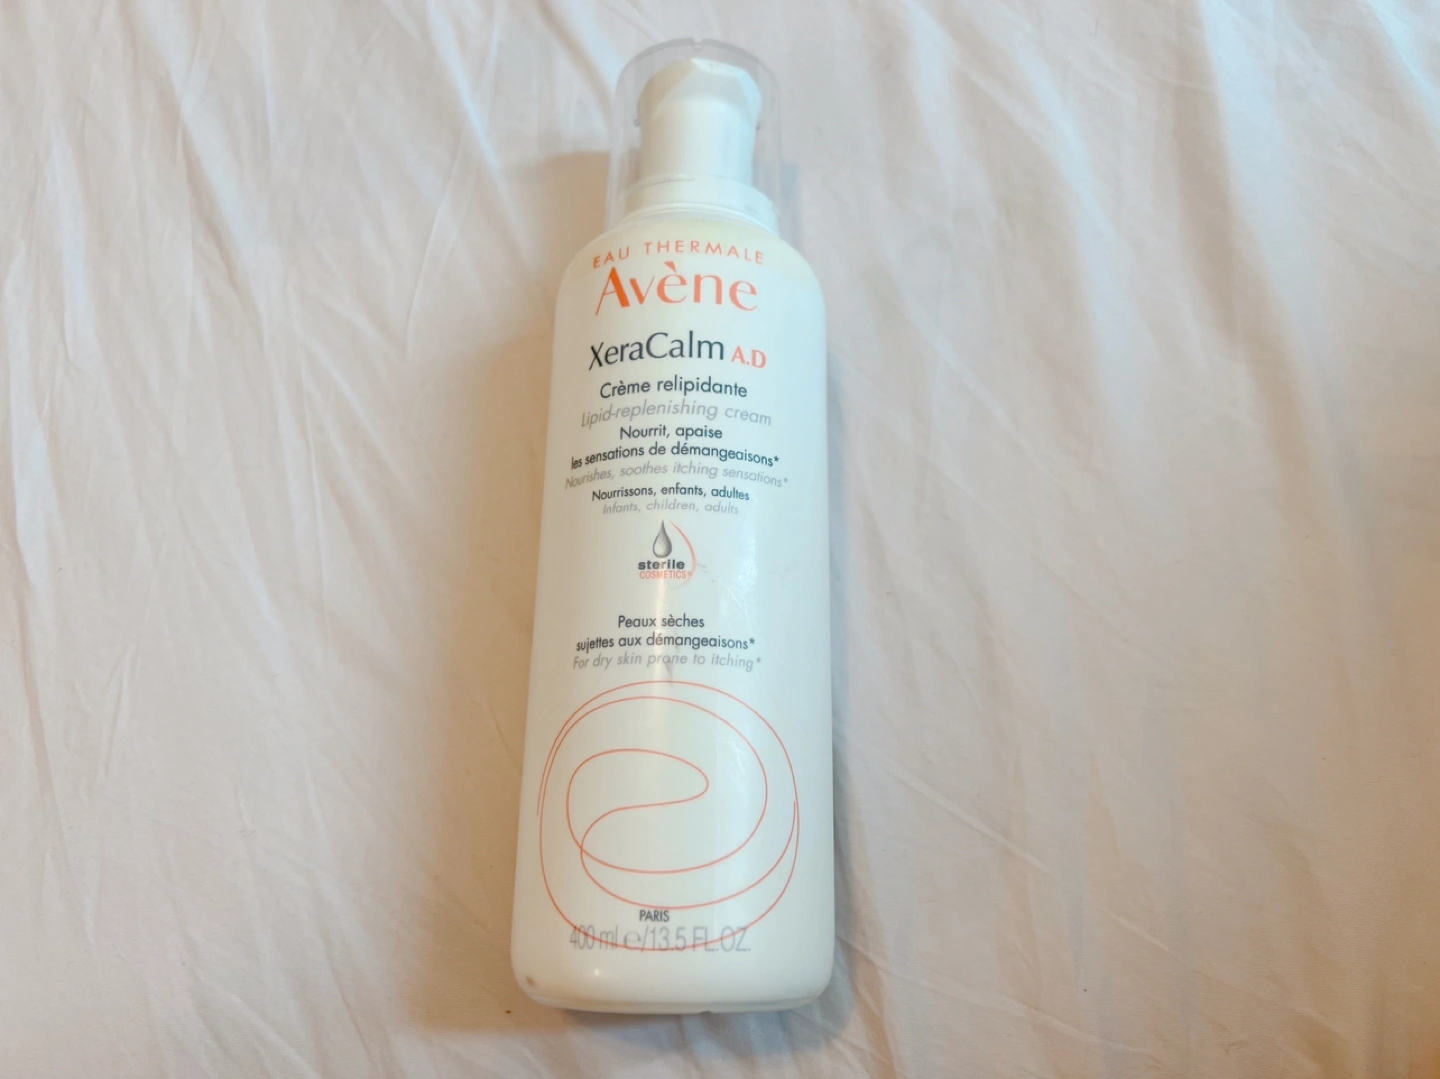 EAU THERMALE
Avène
XeraCalm A.D
Crème relipidante
Lipid-replenishing cream
Nourrit, apaise
les sensations de démangeaisons*
Nourishes, soothes itching sensations*
Nourrissons, enfants, adultes
Infants, children, adults
sterile
COSMETICS®
Peaux sèches
sujettes aux démangeaisons*
For dry skin prone to itching*
PARIS
400 ml ℮/13.5 FL.OZ.